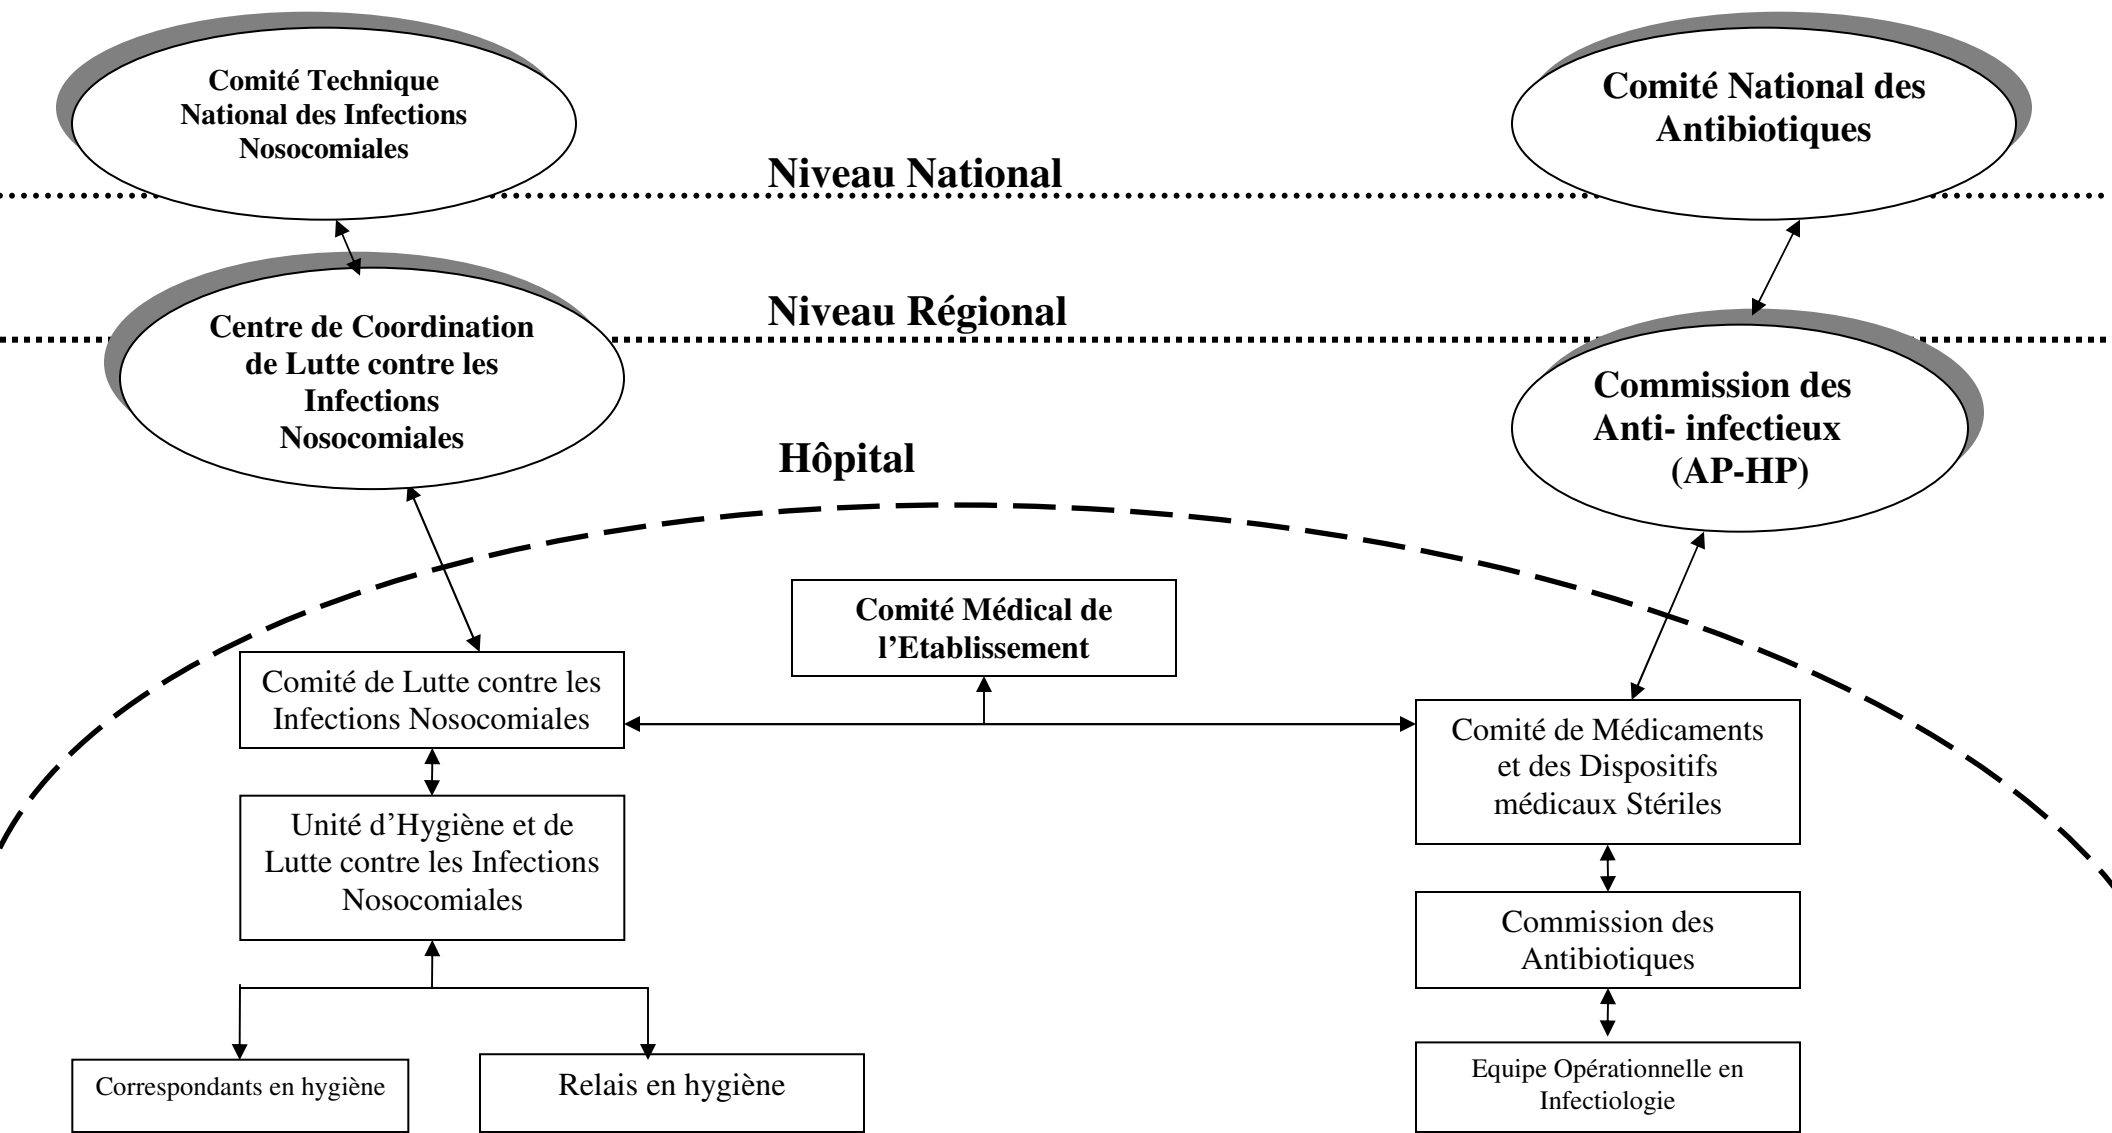 Comité Technique
National des Infections
Nosocomiales
Comité National des
Antibiotiques
Niveau National
Niveau Régional
Centre de Coordination
de Lutte contre les
Infections
Nosocomiales
Commission des
Anti- infectieux
(AP-HP)
Hôpital
Comité Médical de
l’Etablissement
Comité de Lutte contre les
Infections Nosocomiales
Comité de Médicaments
et des Dispositifs
médicaux Stériles
Unité d’Hygiène et de
Lutte contre les Infections
Nosocomiales
Commission des
Antibiotiques
Correspondants en hygiène
Relais en hygiène
Equipe Opérationnelle en
Infectiologie